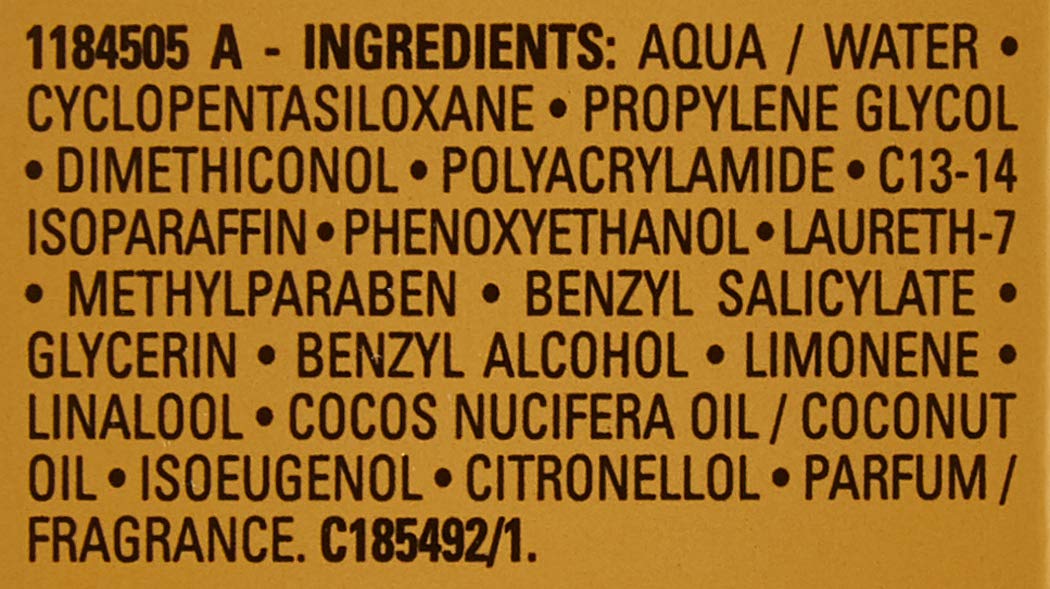 1184505 A - INGREDIENTS: AQUA / WATER •
CYCLOPENTASILOXANE • PROPYLENE GLYCOL
• DIMETHICONOL • POLYACRYLAMIDE • C13-14
ISOPARAFFIN • PHENOXYETHANOL • LAURETH-7
• METHYLPARABEN • BENZYL SALICYLATE •
GLYCERIN • BENZYL ALCOHOL • LIMONENE •
LINALOOL • COCOS NUCIFERA OIL / COCONUT
OIL • ISOEUGENOL • CITRONELLOL • PARFUM /
FRAGRANCE. C185492/1.